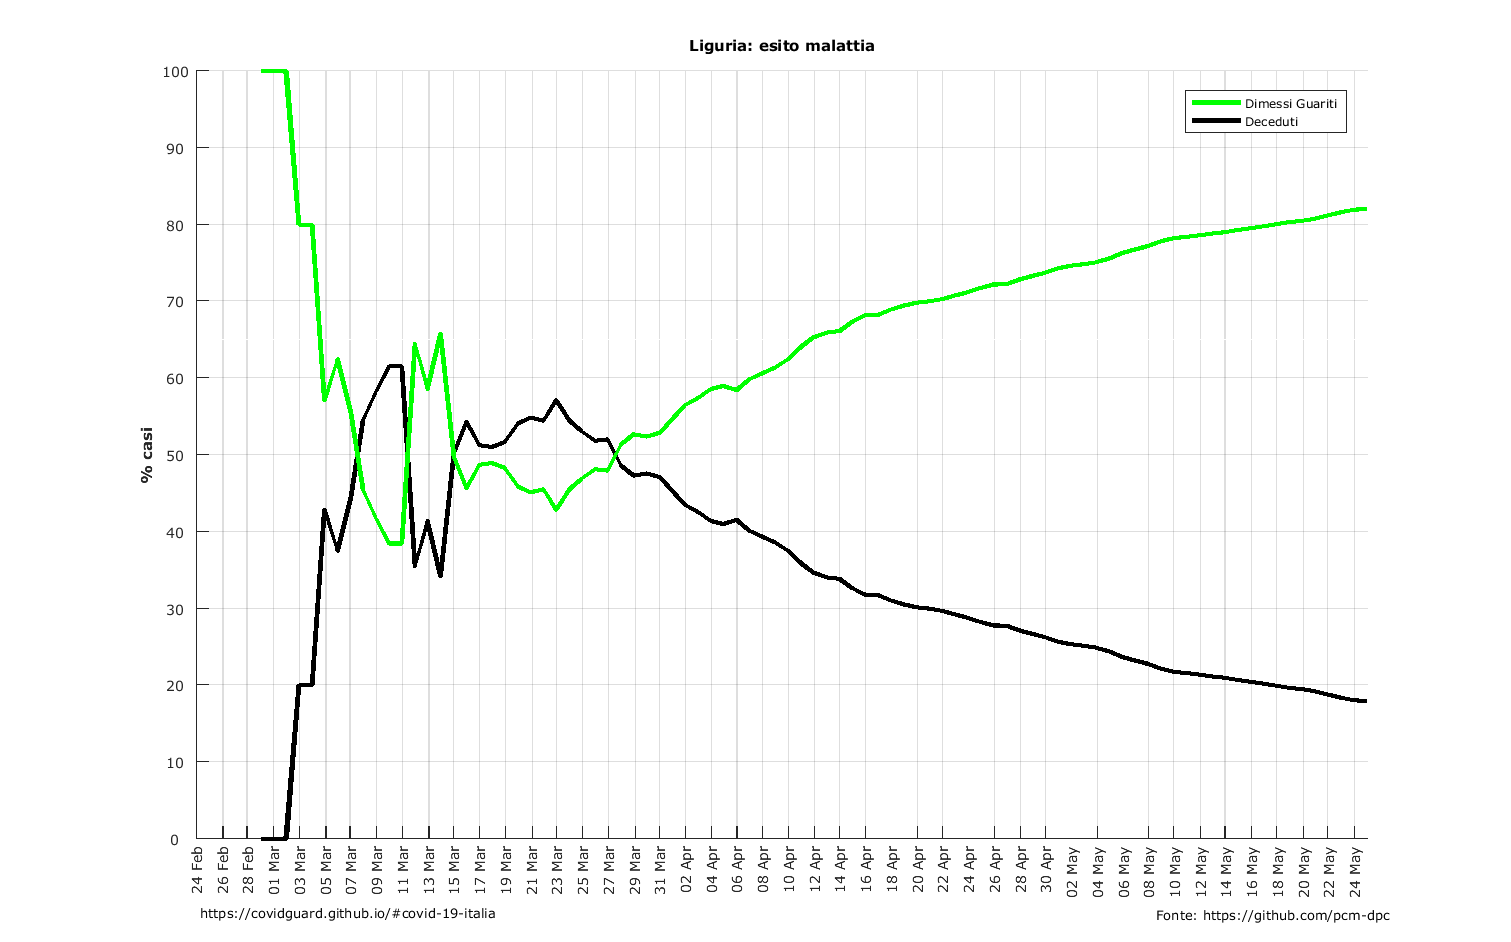 Liguria: esito malattia
Dimessi Guariti
Deceduti
% casi
100
90
80
70
60
50
40
30
20
10
0
24 Feb
26 Feb
28 Feb
01 Mar
03 Mar
05 Mar
07 Mar
09 Mar
11 Mar
13 Mar
15 Mar
17 Mar
19 Mar
21 Mar
23 Mar
25 Mar
27 Mar
29 Mar
31 Mar
02 Apr
04 Apr
06 Apr
08 Apr
10 Apr
12 Apr
14 Apr
16 Apr
18 Apr
20 Apr
22 Apr
24 Apr
26 Apr
28 Apr
30 Apr
02 May
04 May
06 May
08 May
10 May
12 May
14 May
16 May
18 May
20 May
22 May
24 May
https://covidguard.github.io/#covid-19-italia
Fonte: https://github.com/pcm-dpc